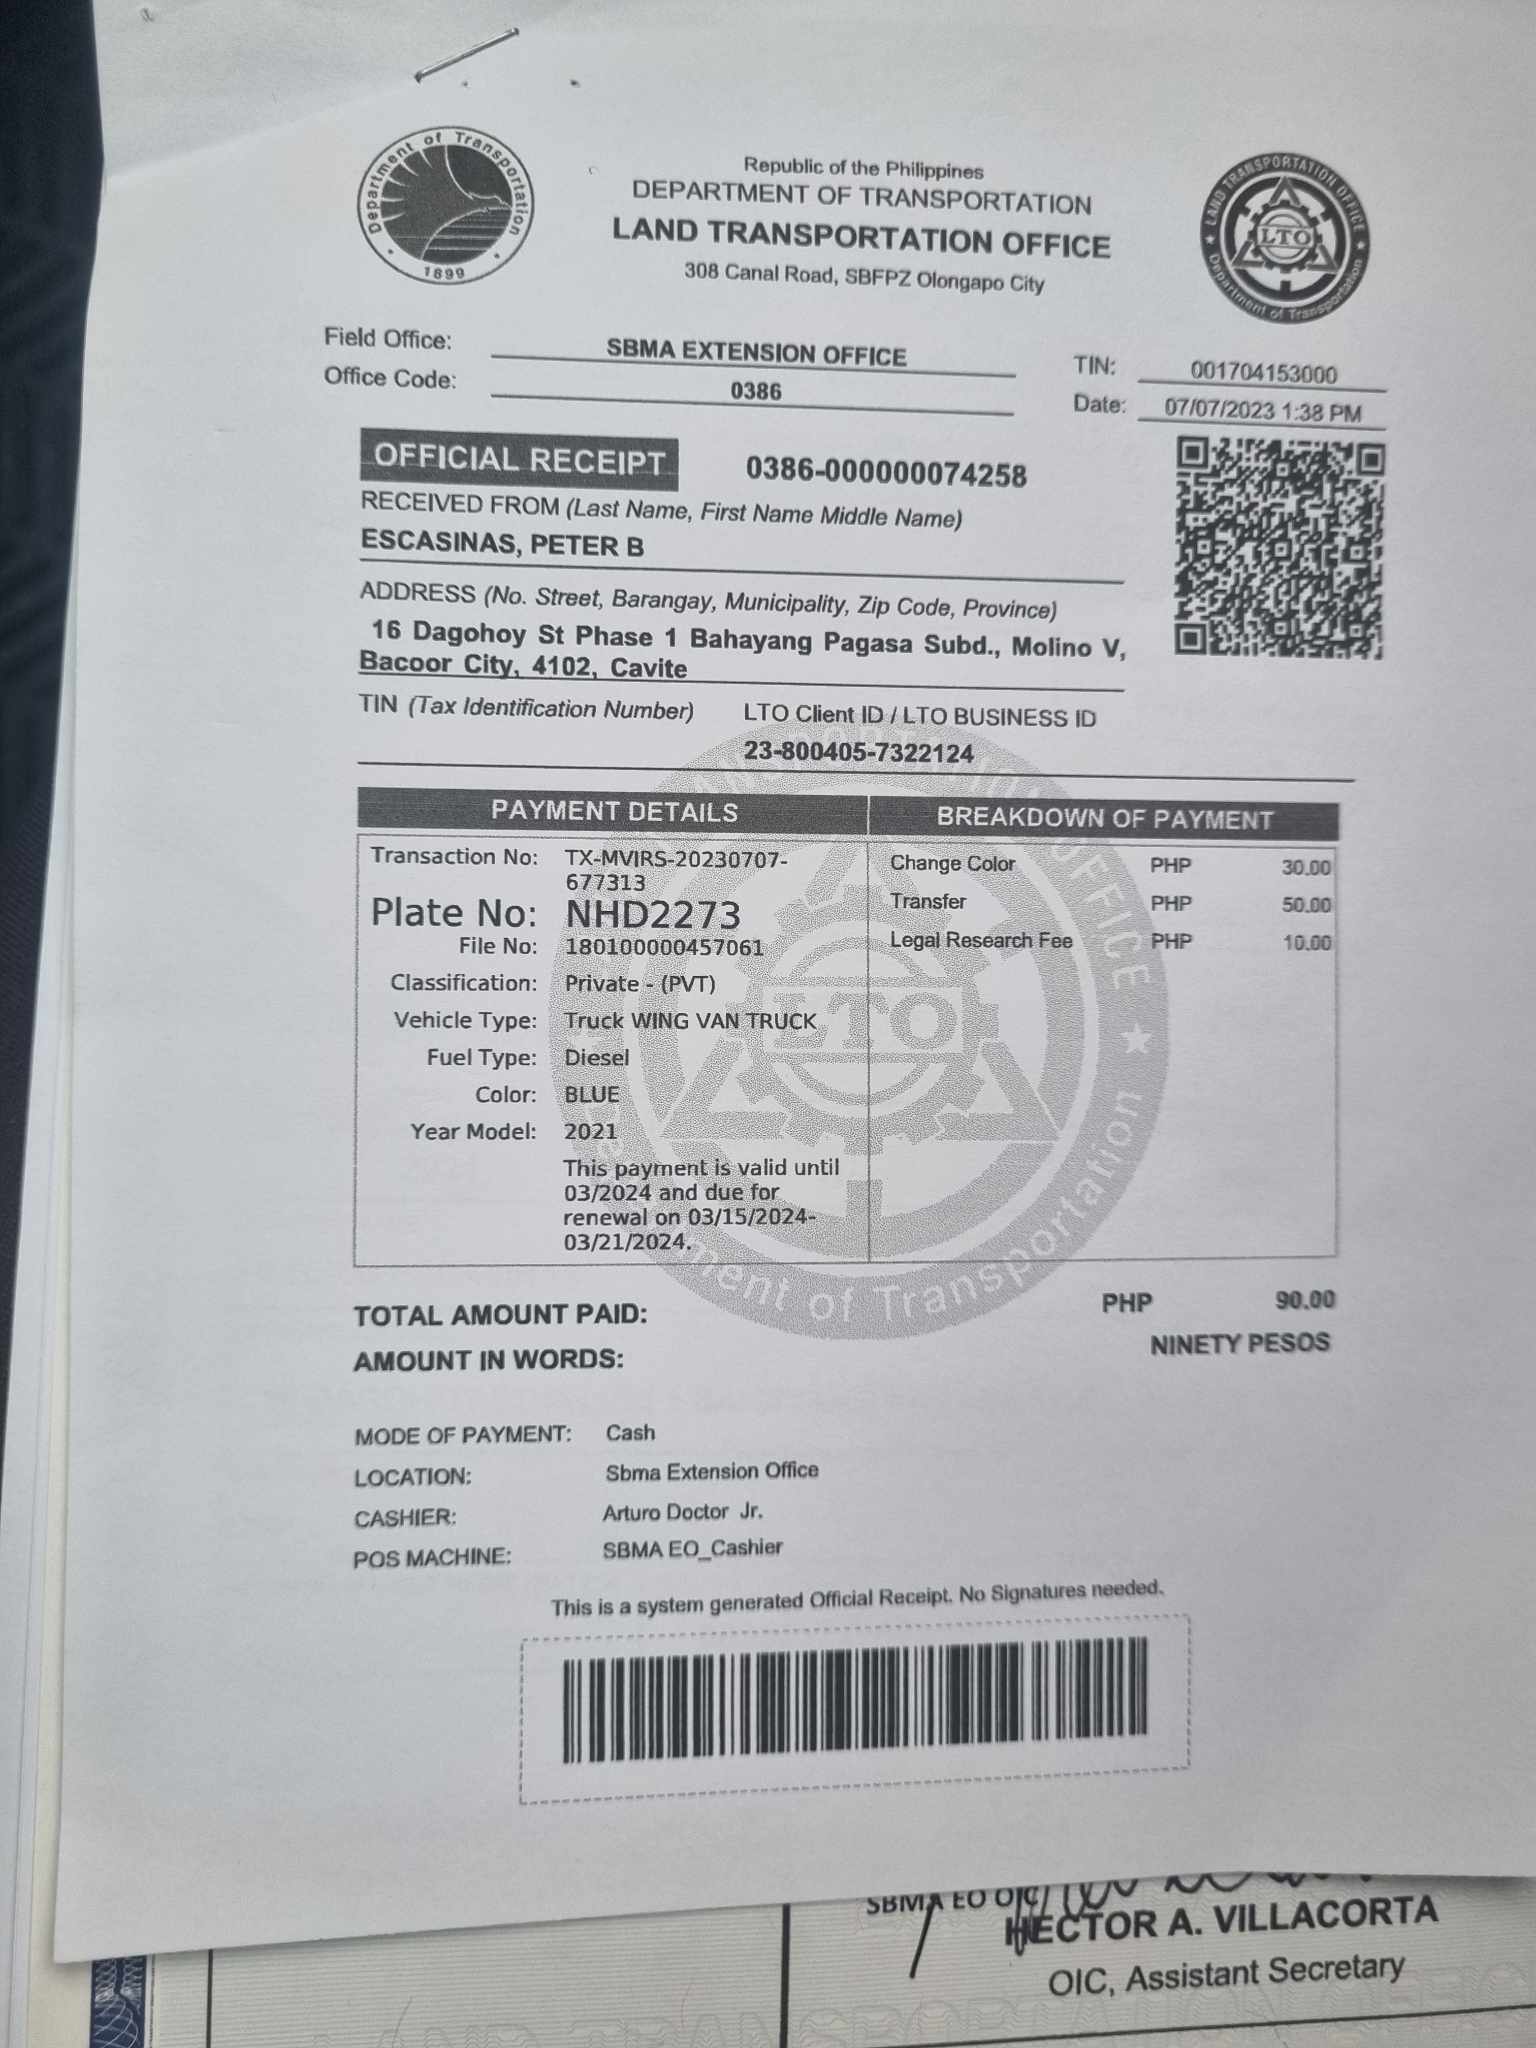 Department of Transportation
1899
Republic of the Philippines
DEPARTMENT OF TRANSPORTATION
LAND TRANSPORTATION OFFICE
308 Canal Road, SBFPZ Olongapo City
LAND TRANSPORTATION OFFICE
LTO
Department of Transportation
Field Office: SBMA EXTENSION OFFICE TIN: 001704153000
Office Code: 0386 Date: 07/07/2023 1:38 PM
OFFICIAL RECEIPT 0386-000000074258
RECEIVED FROM (Last Name, First Name Middle Name)
ESCASINAS, PETER B
ADDRESS (No. Street, Barangay, Municipality, Zip Code, Province)
16 Dagohoy St Phase 1 Bahayang Pagasa Subd., Molino V,
Bacoor City, 4102, Cavite
TIN (Tax Identification Number) LTO Client ID / LTO BUSINESS ID
23-800405-7322124
PAYMENT DETAILS BREAKDOWN OF PAYMENT
Transaction No: TX-MVIRS-20230707-
677313
Change Color PHP 30.00
Plate No: NHD2273 Transfer PHP 50.00
File No: 180100000457061 Legal Research Fee PHP 10.00
Classification: Private - (PVT)
Vehicle Type: Truck WING VAN TRUCK
Fuel Type: Diesel
Color: BLUE
Year Model: 2021
This payment is valid until
03/2024 and due for
renewal on 03/15/2024-
03/21/2024.
TOTAL AMOUNT PAID: PHP 90.00
AMOUNT IN WORDS: NINETY PESOS
MODE OF PAYMENT: Cash
LOCATION: Sbma Extension Office
CASHIER: Arturo Doctor Jr.
POS MACHINE: SBMA EO_Cashier
This is a system generated Official Receipt. No Signatures needed.
SBMA EO OIC
HECTOR A. VILLACORTA
OIC, Assistant Secretary